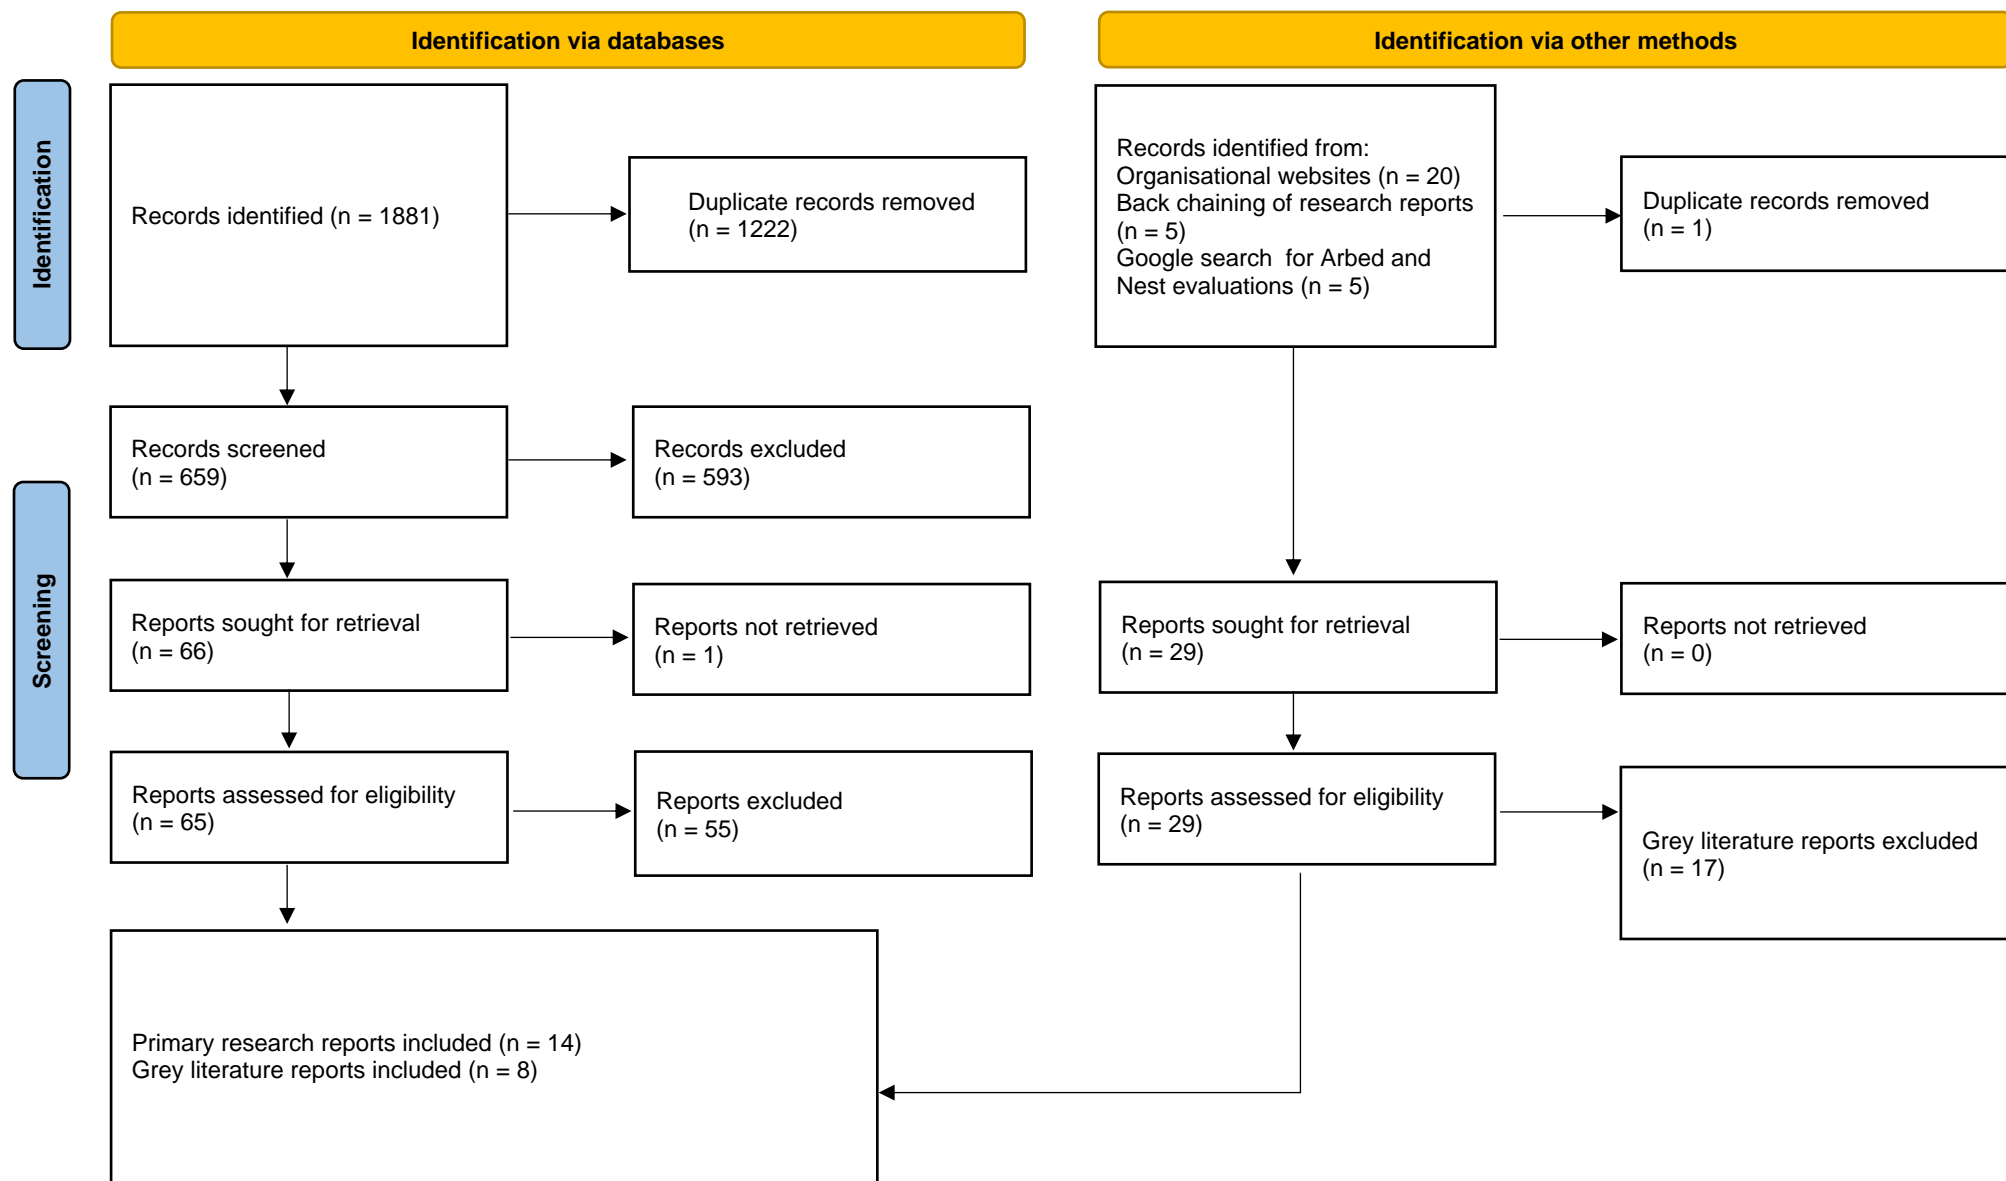 Identification via databases
Identification via other methods
Identification
Records identified (n = 1881)
Duplicate records removed
(n = 1222)
Records identified from:
Organisational websites (n = 20)
Back chaining of research reports
(n = 5)
Google search  for Arbed and
Nest evaluations (n = 5)
Duplicate records removed
(n = 1)
Screening
Records screened
(n = 659)
Records excluded
(n = 593)
Reports sought for retrieval
(n = 66)
Reports not retrieved
(n = 1)
Reports sought for retrieval
(n = 29)
Reports not retrieved
(n = 0)
Reports assessed for eligibility
(n = 65)
Reports excluded
(n = 55)
Reports assessed for eligibility
(n = 29)
Grey literature reports excluded
(n = 17)
Primary research reports included (n = 14)
Grey literature reports included (n = 8)